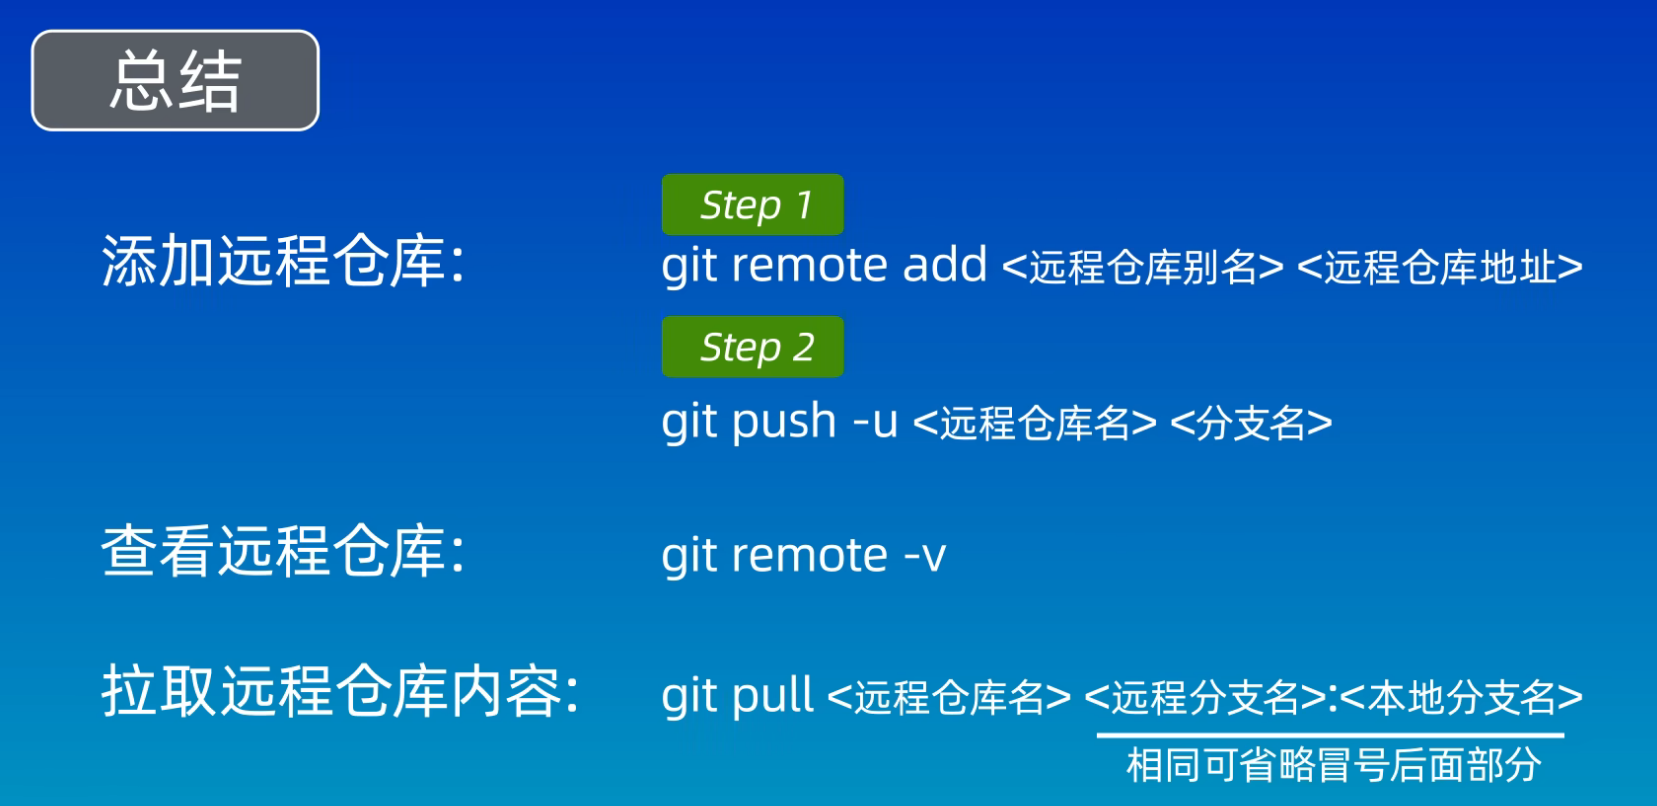 总结
Step 1
添加远程仓库: git remote add <远程仓库别名> <远程仓库地址>
Step 2
git push -u <远程仓库名> <分支名>
查看远程仓库: git remote -v
拉取远程仓库内容: git pull <远程仓库名> <远程分支名>:<本地分支名>
相同可省略冒号后面部分